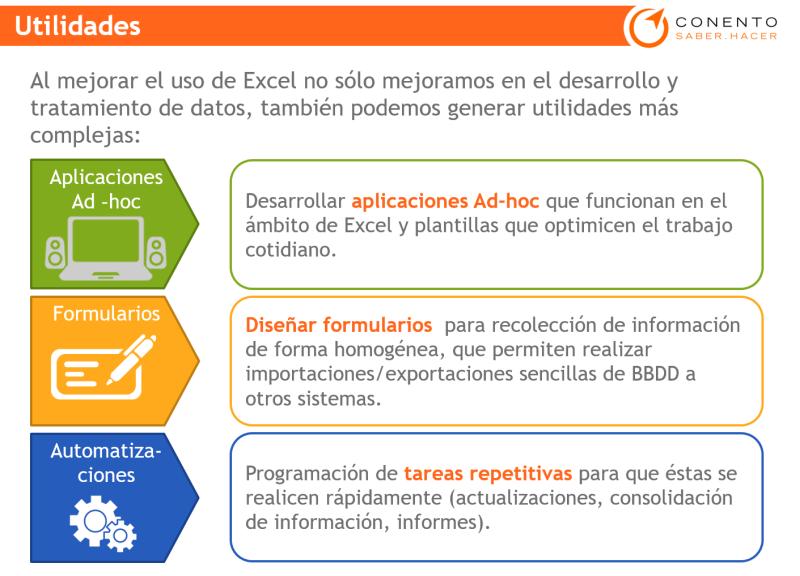 Utilidades
CONENTO
SABER.HACER
Al mejorar el uso de Excel no sólo mejoramos en el desarrollo y
tratamiento de datos, también podemos generar utilidades más
complejas:
Aplicaciones
Ad -hoc
Desarrollar aplicaciones Ad-hoc que funcionan en el
ámbito de Excel y plantillas que optimicen el trabajo
cotidiano.
Formularios
Diseñar formularios para recolección de información
de forma homogénea, que permiten realizar
importaciones/exportaciones sencillas de BBDD a
otros sistemas.
Automatiza-
ciones
Programación de tareas repetitivas para que éstas se
realicen rápidamente (actualizaciones, consolidación
de información, informes).